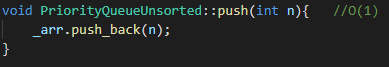 void PriorityQueueUnsorted::push(int n){   //O(1)
    _arr.push_back(n);
}